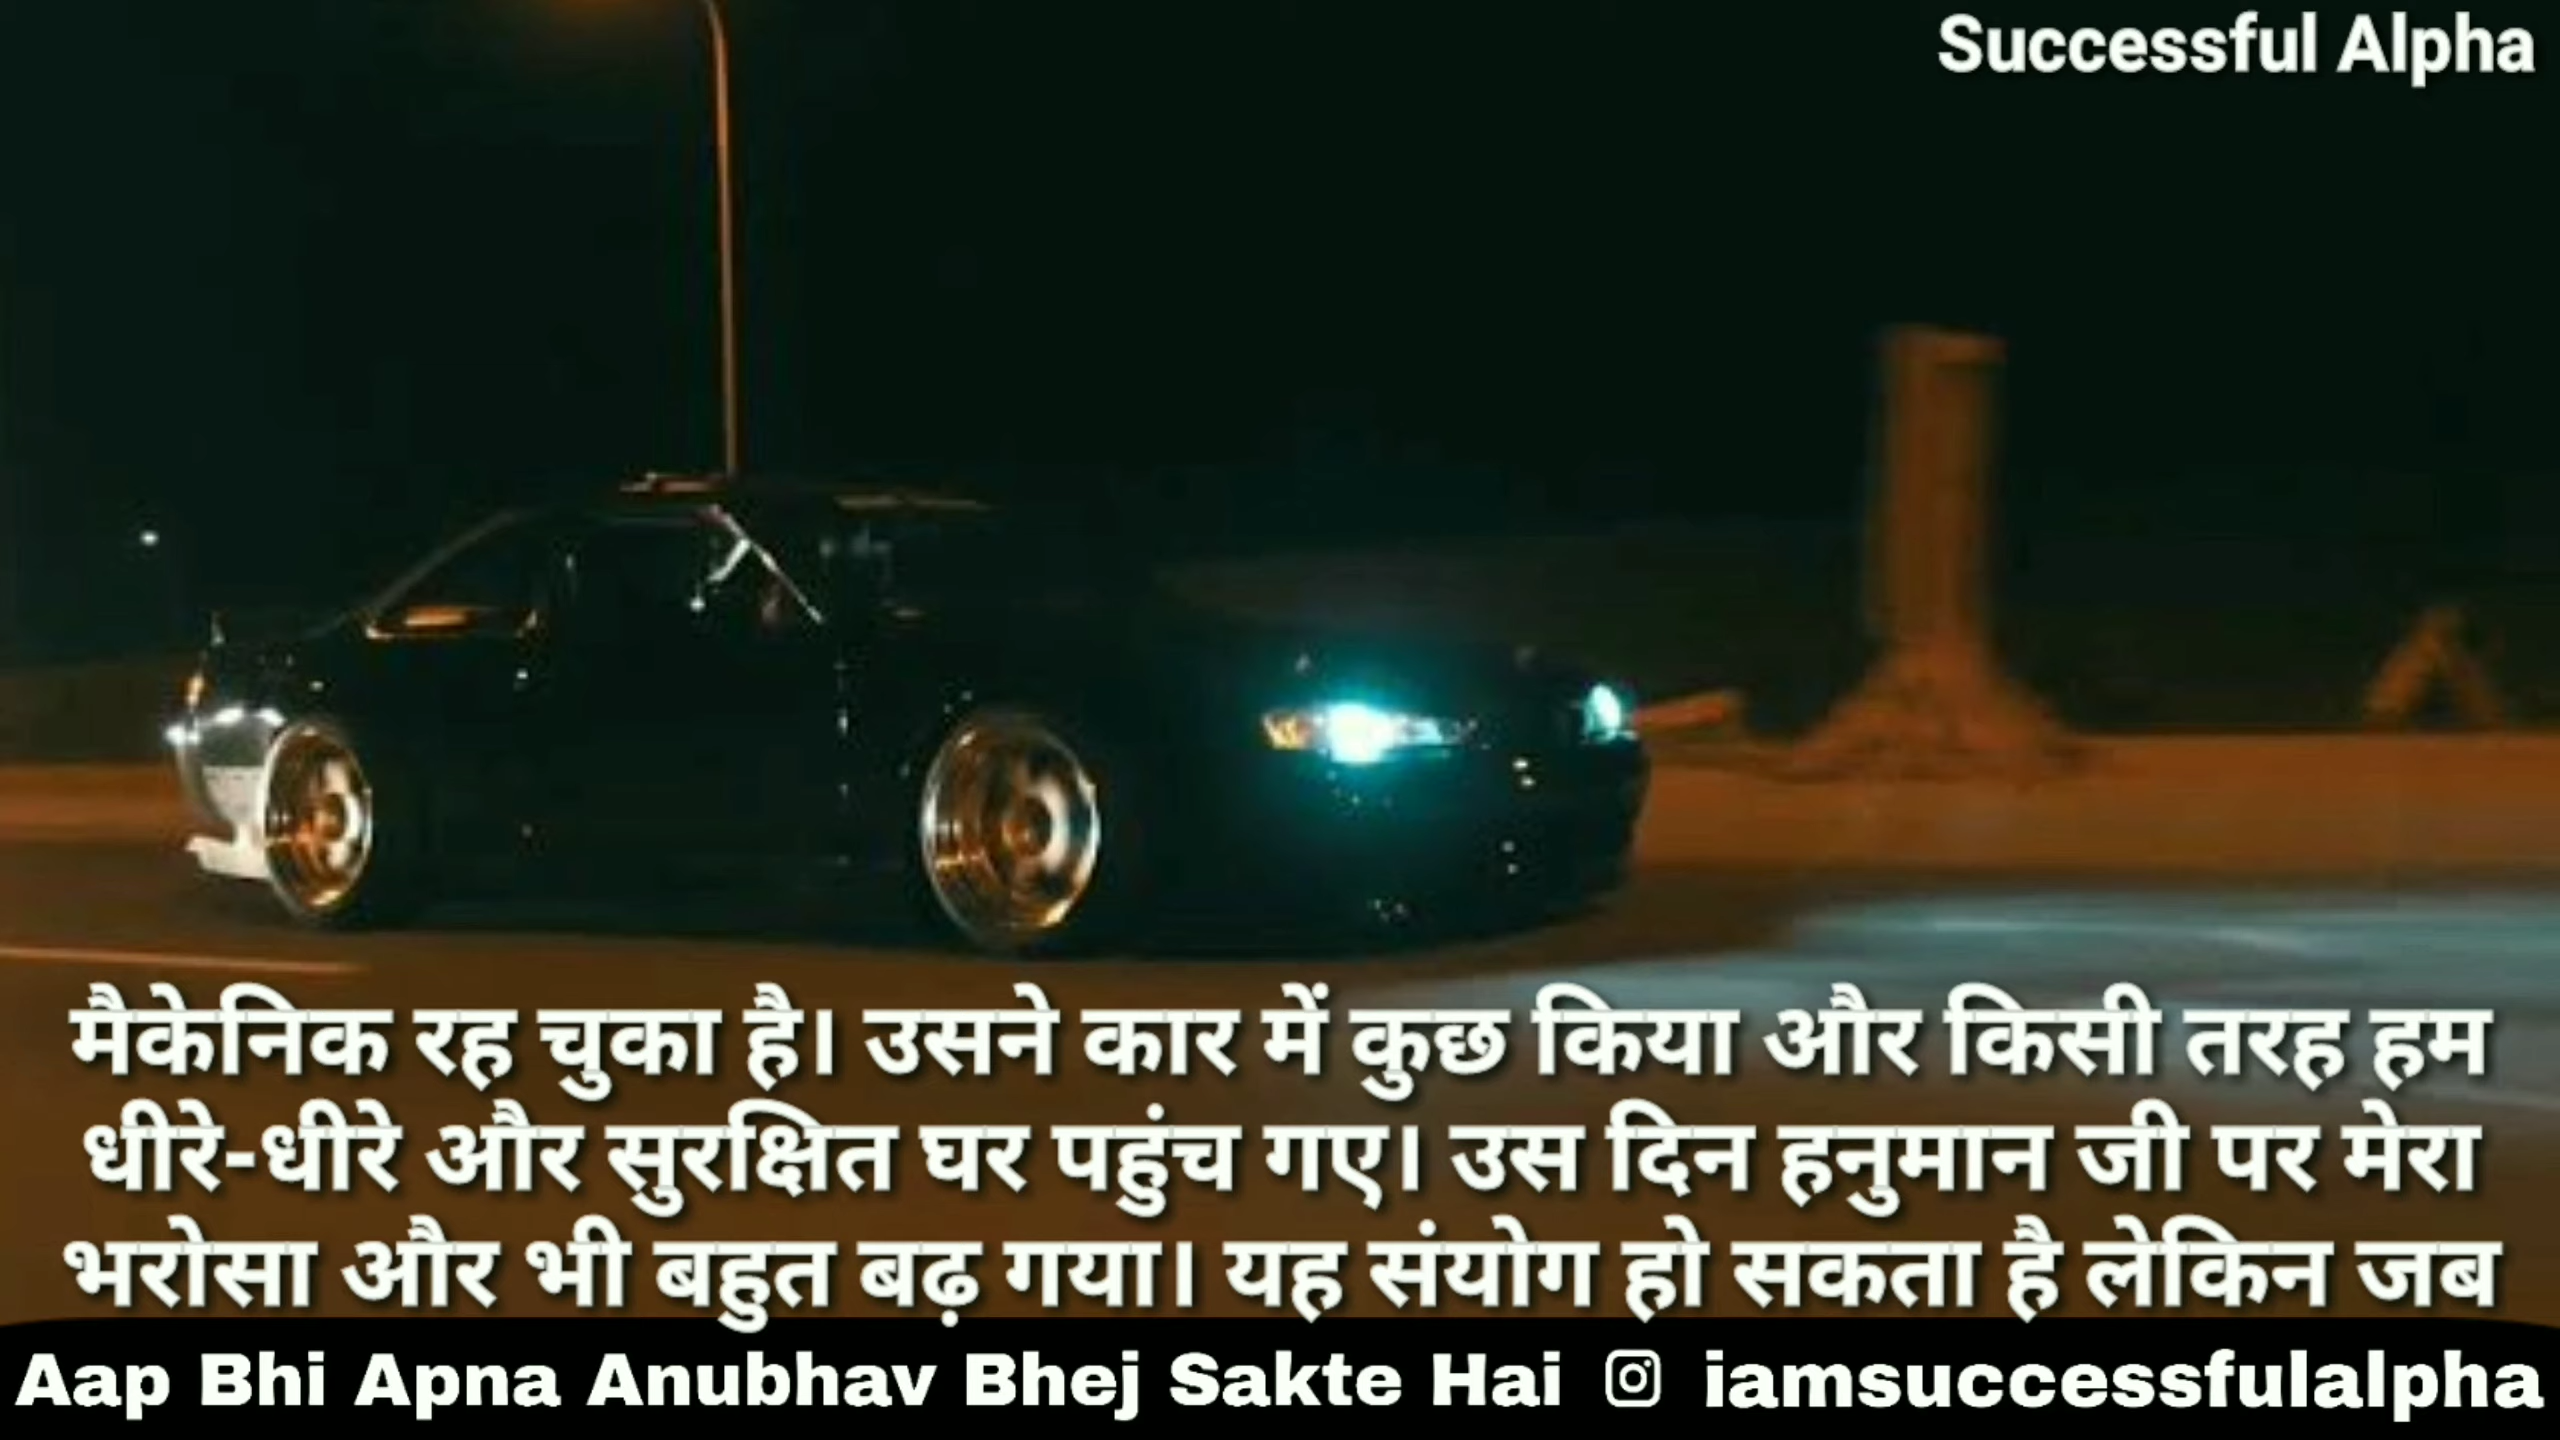 Successful Alpha
मैकेनिक रह चुका है। उसने कार में कुछ किया और किसी तरह हम
धीरे-धीरे और सुरक्षित घर पहुंच गए। उस दिन हनुमान जी पर मेरा
भरोसा और भी बहुत बढ़ गया। यह संयोग हो सकता है लेकिन जब
Aap Bhi Apna Anubhav Bhej Sakte Hai iamsuccessfulalpha